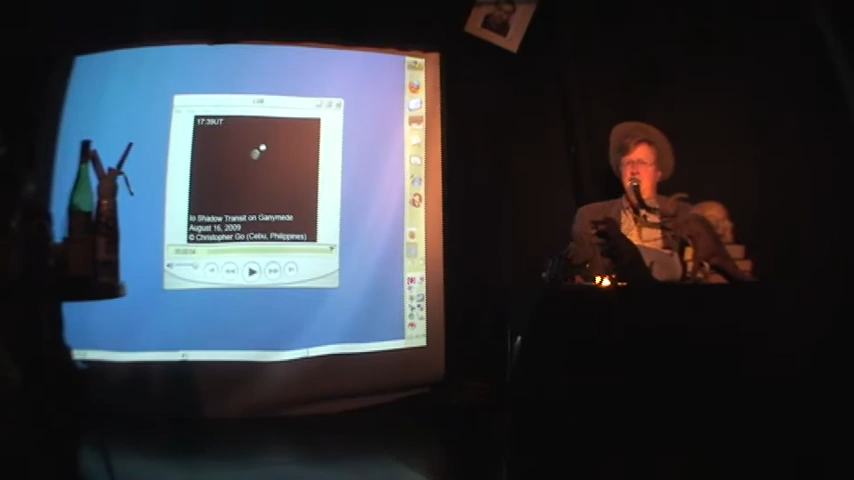 17:39UT
Io Shadow Transit on Ganymede
August 16, 2009
© Christopher Go (Cebu, Philippines)